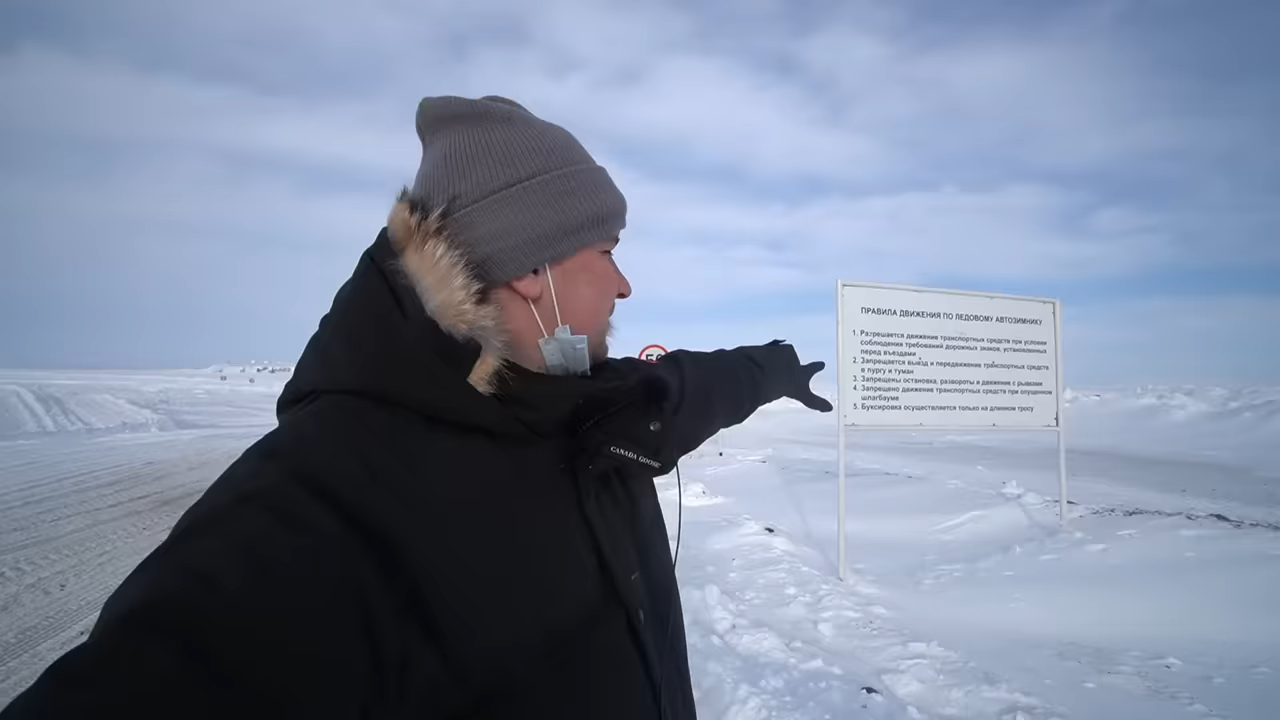 ПРАВИЛА ДВИЖЕНИЯ ПО ЛЕДОВОМУ АВТОЗИМНИКУ
1. Разрешается движение транспортных средств при условии
соблюдения требований дорожных знаков, установленных
перед въездами
2. Запрещается выезд и передвижение транспортных средств
в пургу и туман
3. Запрещены остановка, развороты и движение с рывками
4. Запрещено движение транспортных средств при опущенном
шлагбауме
5. Буксировка осуществляется только на длинном тросу
CANADA GOOSE